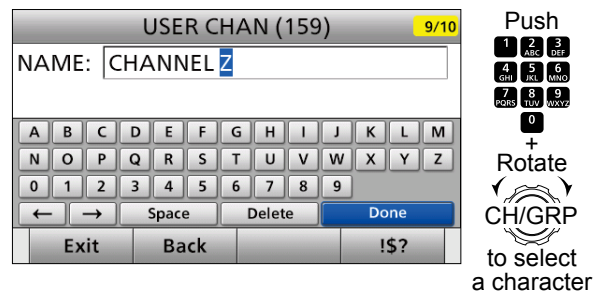 USER CHAN (159) 9/10
NAME: CHANNEL Z
A B C D E F G H I J K L M
N O P Q R S T U V W X Y Z
0 1 2 3 4 5 6 7 8 9
← → Space Delete Done
Exit Back !$?
Push
1 2 ABC 3 DEF
4 GHI 5 JKL 6 MNO
7 PQRS 8 TUV 9 WXYZ
0
+
Rotate
CH/GRP
to select
a character